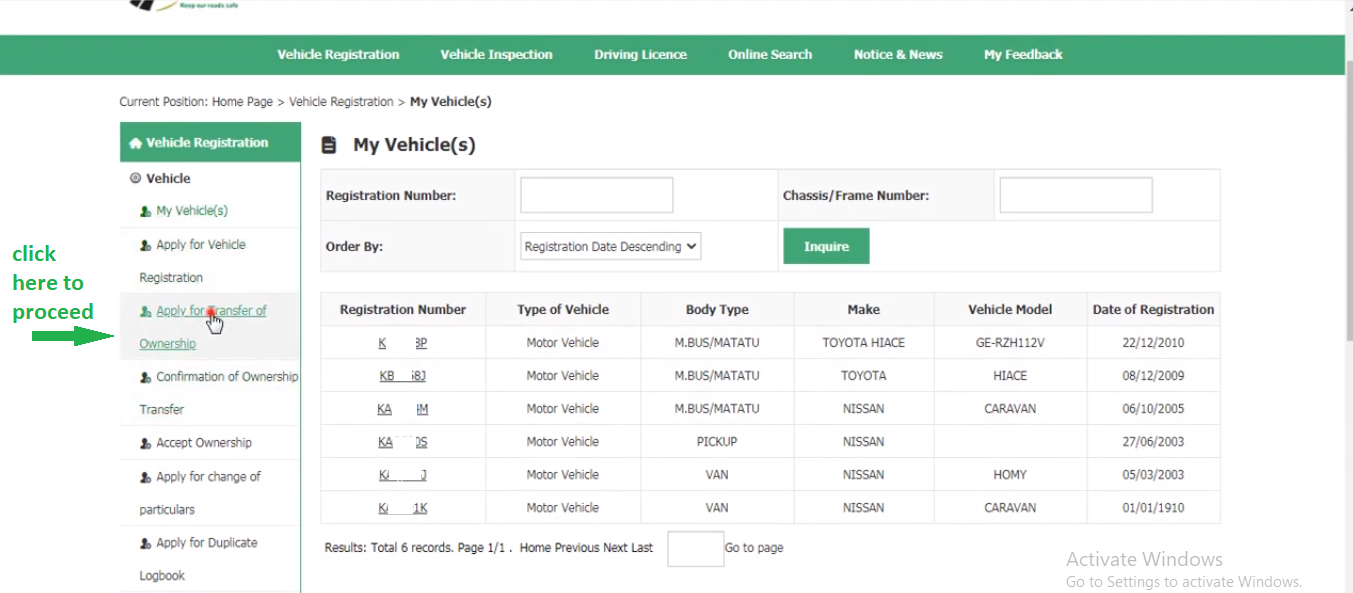 Keep our roads safe
Vehicle Registration Vehicle Inspection Driving Licence Online Search Notice & News My Feedback
Current Position: Home Page > Vehicle Registration > My Vehicle(s)
Vehicle Registration
Vehicle
My Vehicle(s)
Apply for Vehicle
Registration
Apply for Transfer of
Ownership
Confirmation of Ownership
Transfer
Accept Ownership
Apply for change of
particulars
Apply for Duplicate
Logbook
click
here to
proceed
My Vehicle(s)
Registration Number: Chassis/Frame Number:
Order By: Registration Date Descending Inquire
Registration Number Type of Vehicle Body Type Make Vehicle Model Date of Registration
K 8P Motor Vehicle M.BUS/MATATU TOYOTA HIACE GE-RZH112V 22/12/2010
KB 68J Motor Vehicle M.BUS/MATATU TOYOTA HIACE 08/12/2009
KA M Motor Vehicle M.BUS/MATATU NISSAN CARAVAN 06/10/2005
KA S Motor Vehicle PICKUP NISSAN 27/06/2003
K J Motor Vehicle VAN NISSAN HOMY 05/03/2003
K 1K Motor Vehicle VAN NISSAN CARAVAN 01/01/1910
Results: Total 6 records. Page 1/1 . Home Previous Next Last Go to page
Activate Windows
Go to Settings to activate Windows.